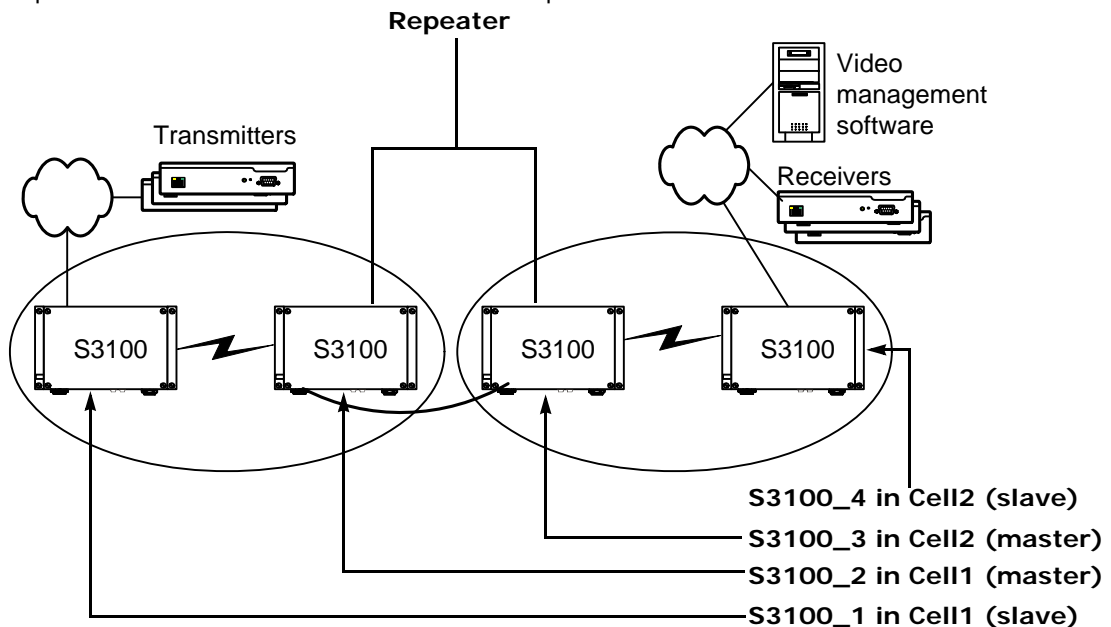 Repeater
Video
management
software
Transmitters
Receivers
S3100
S3100
S3100
S3100
S3100_4 in Cell2 (slave)
S3100_3 in Cell2 (master)
S3100_2 in Cell1 (master)
S3100_1 in Cell1 (slave)